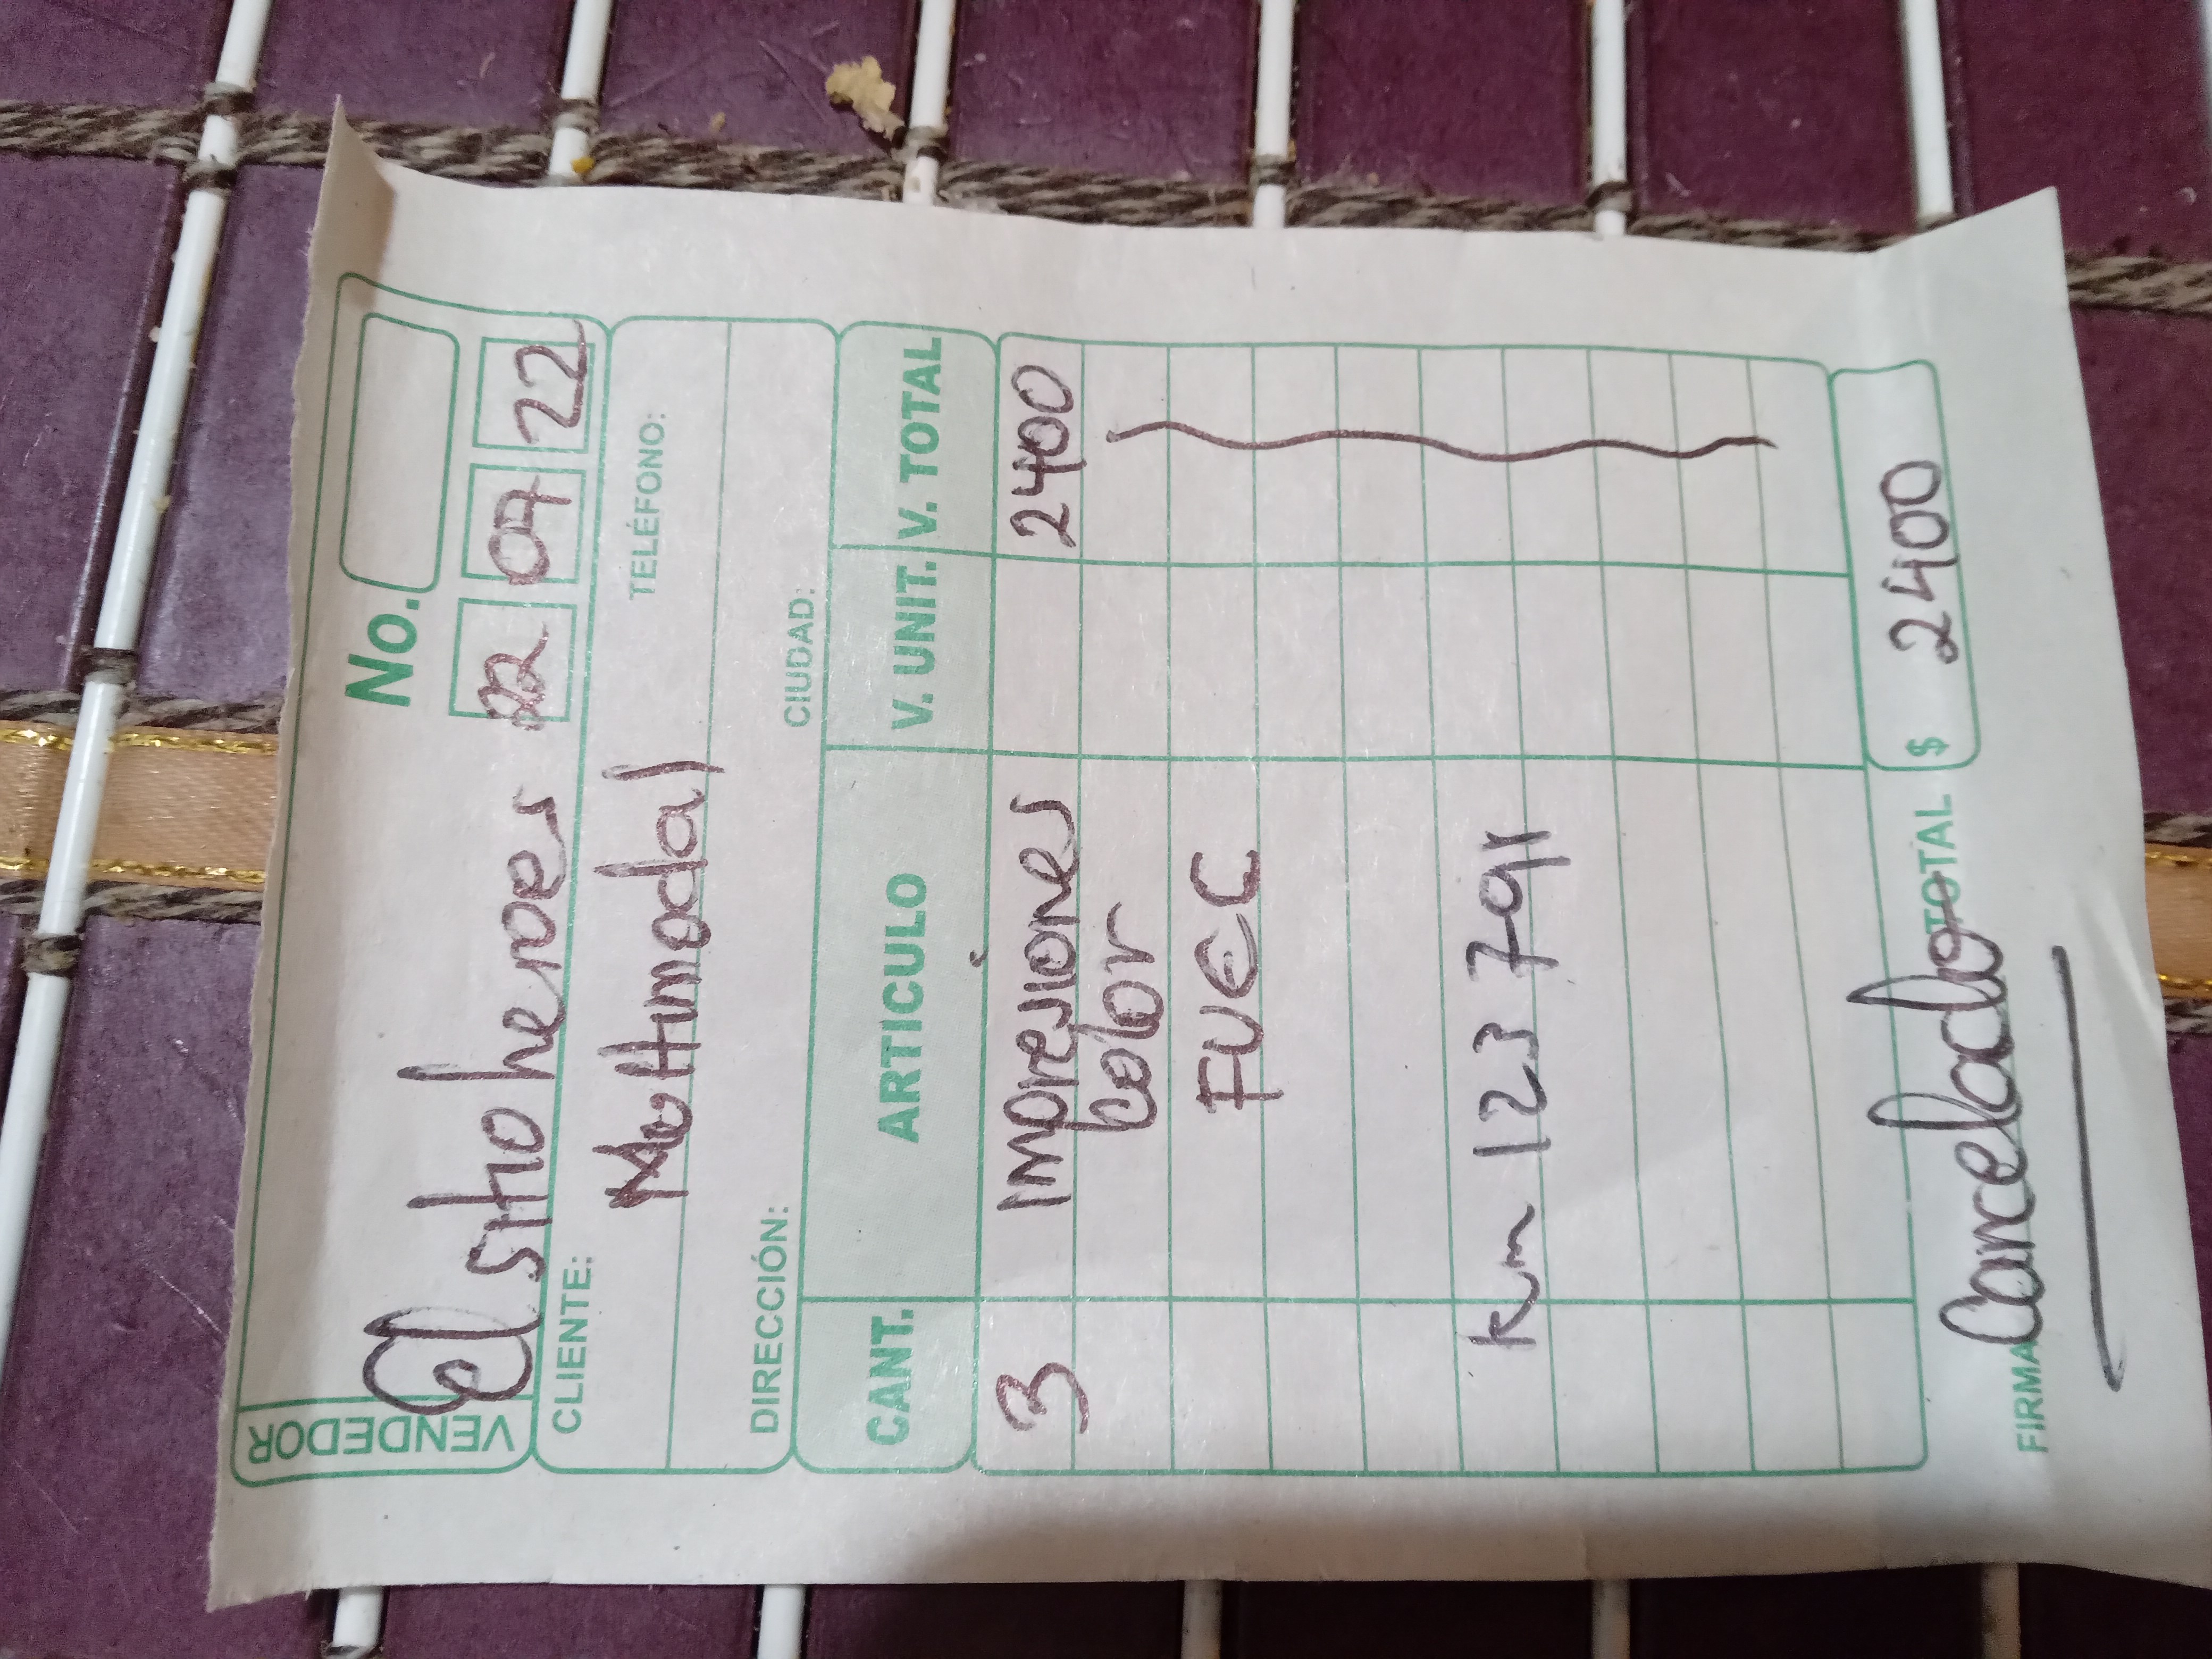 No.
VENDEDOR
El sitio heroes
22 07 22
CLIENTE:
Multimodal
TELÉFONO:
DIRECCIÓN:
CIUDAD:
CANT. ARTICULO V. UNIT. V. TOTAL
3 Impresiones 2400
color
FUEC
Km 123 791
TOTAL $ 2400
FIRMA
Cancelado